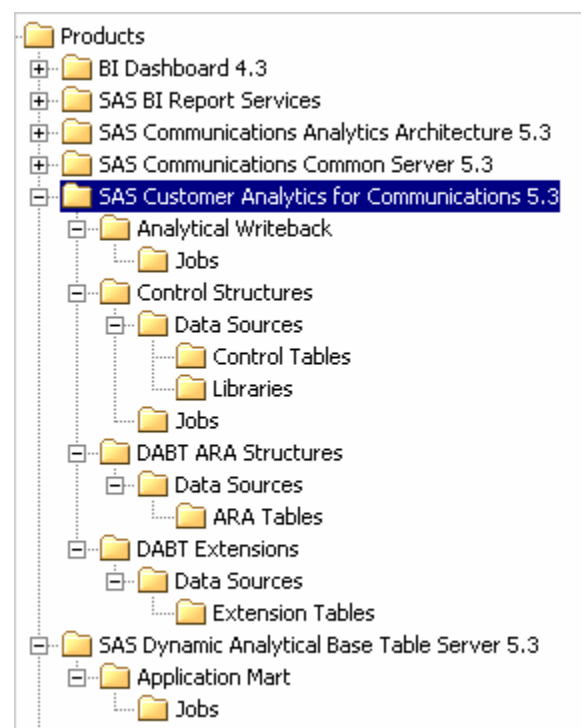 Products
BI Dashboard 4.3
SAS BI Report Services
SAS Communications Analytics Architecture 5.3
SAS Communications Common Server 5.3
SAS Customer Analytics for Communications 5.3
Analytical Writeback
Jobs
Control Structures
Data Sources
Control Tables
Libraries
Jobs
DABT ARA Structures
Data Sources
ARA Tables
DABT Extensions
Data Sources
Extension Tables
SAS Dynamic Analytical Base Table Server 5.3
Application Mart
Jobs